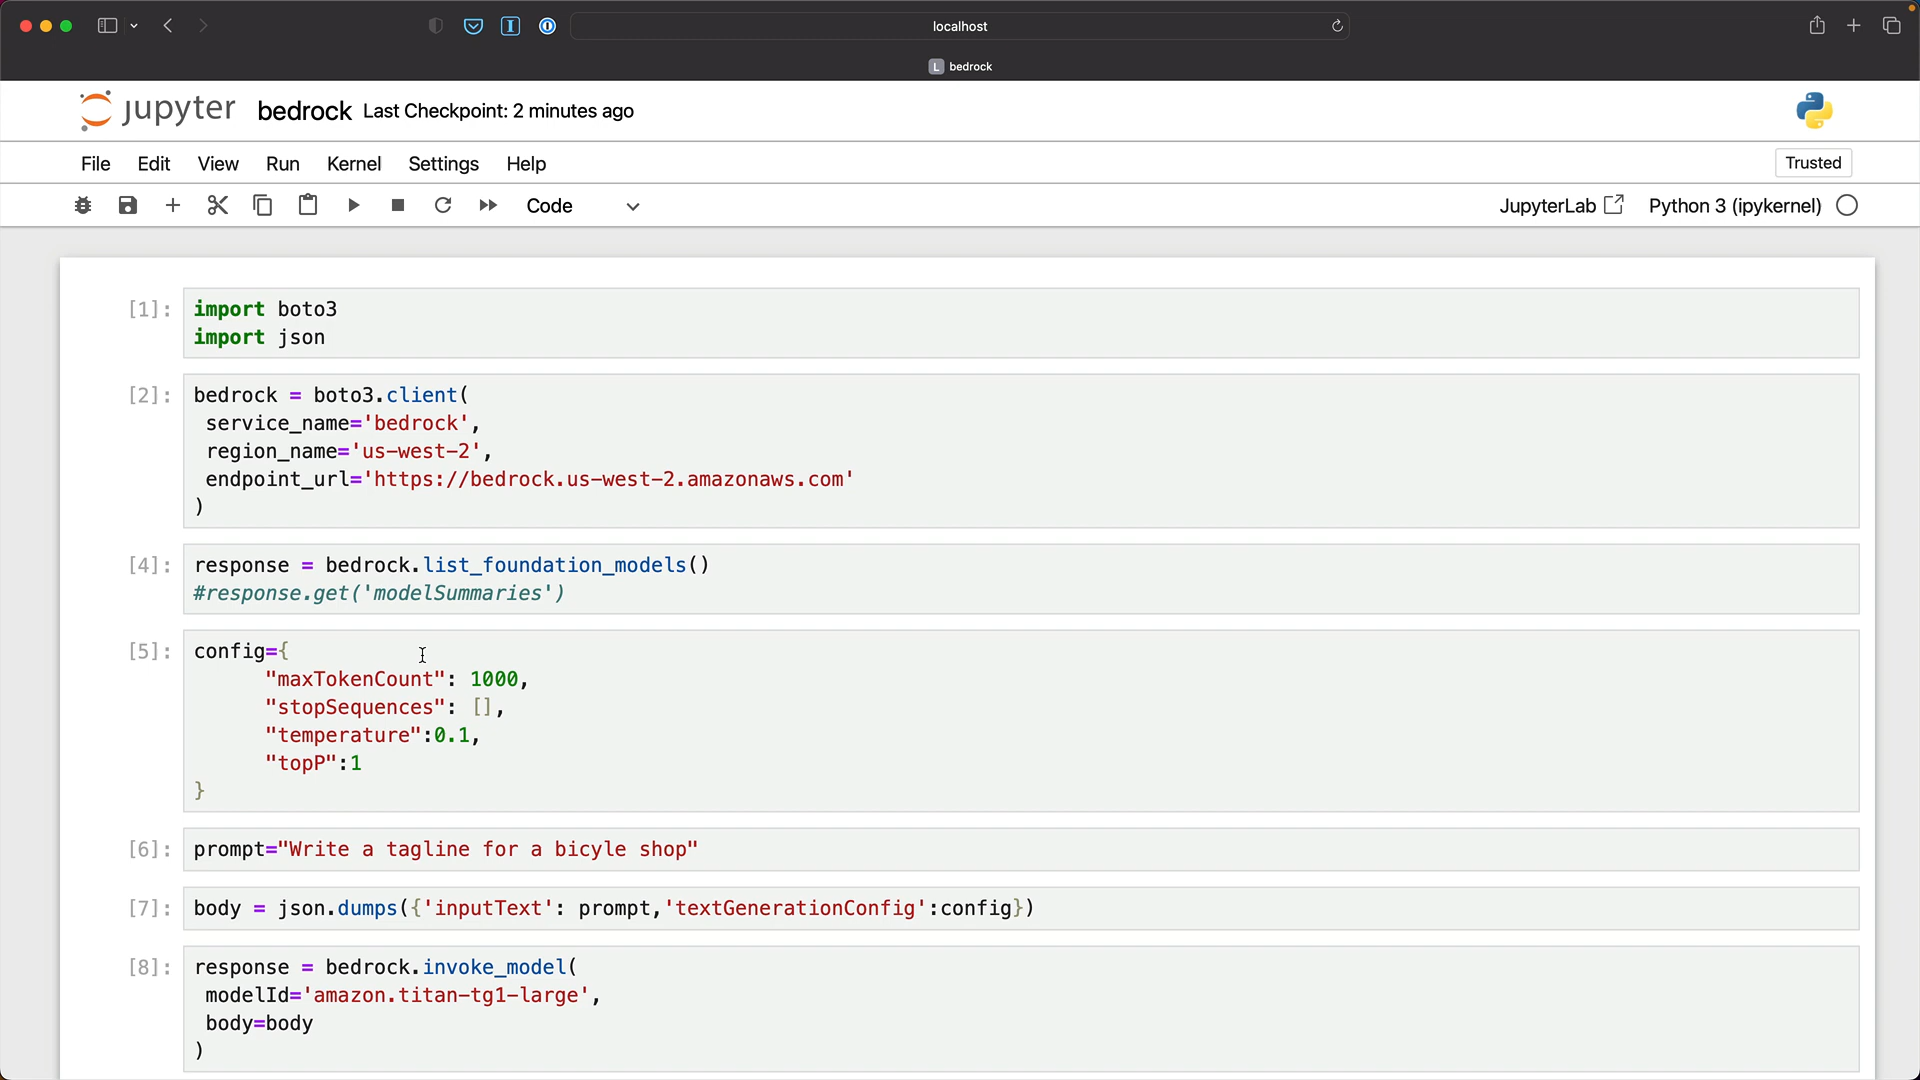 localhost
L bedrock
jupyter bedrock Last Checkpoint: 2 minutes ago
File Edit View Run Kernel Settings Help Trusted
Code JupyterLab Python 3 (ipykernel)
[1]: import boto3
import json
[2]: bedrock = boto3.client(
service_name='bedrock',
region_name='us-west-2',
endpoint_url='https://bedrock.us-west-2.amazonaws.com'
)
[4]: response = bedrock.list_foundation_models()
#response.get('modelSummaries')
[5]: config={
"maxTokenCount": 1000,
"stopSequences": [],
"temperature":0.1,
"topP":1
}
[6]: prompt="Write a tagline for a bicyle shop"
[7]: body = json.dumps({'inputText': prompt,'textGenerationConfig':config})
[8]: response = bedrock.invoke_model(
modelId='amazon.titan-tg1-large',
body=body
)